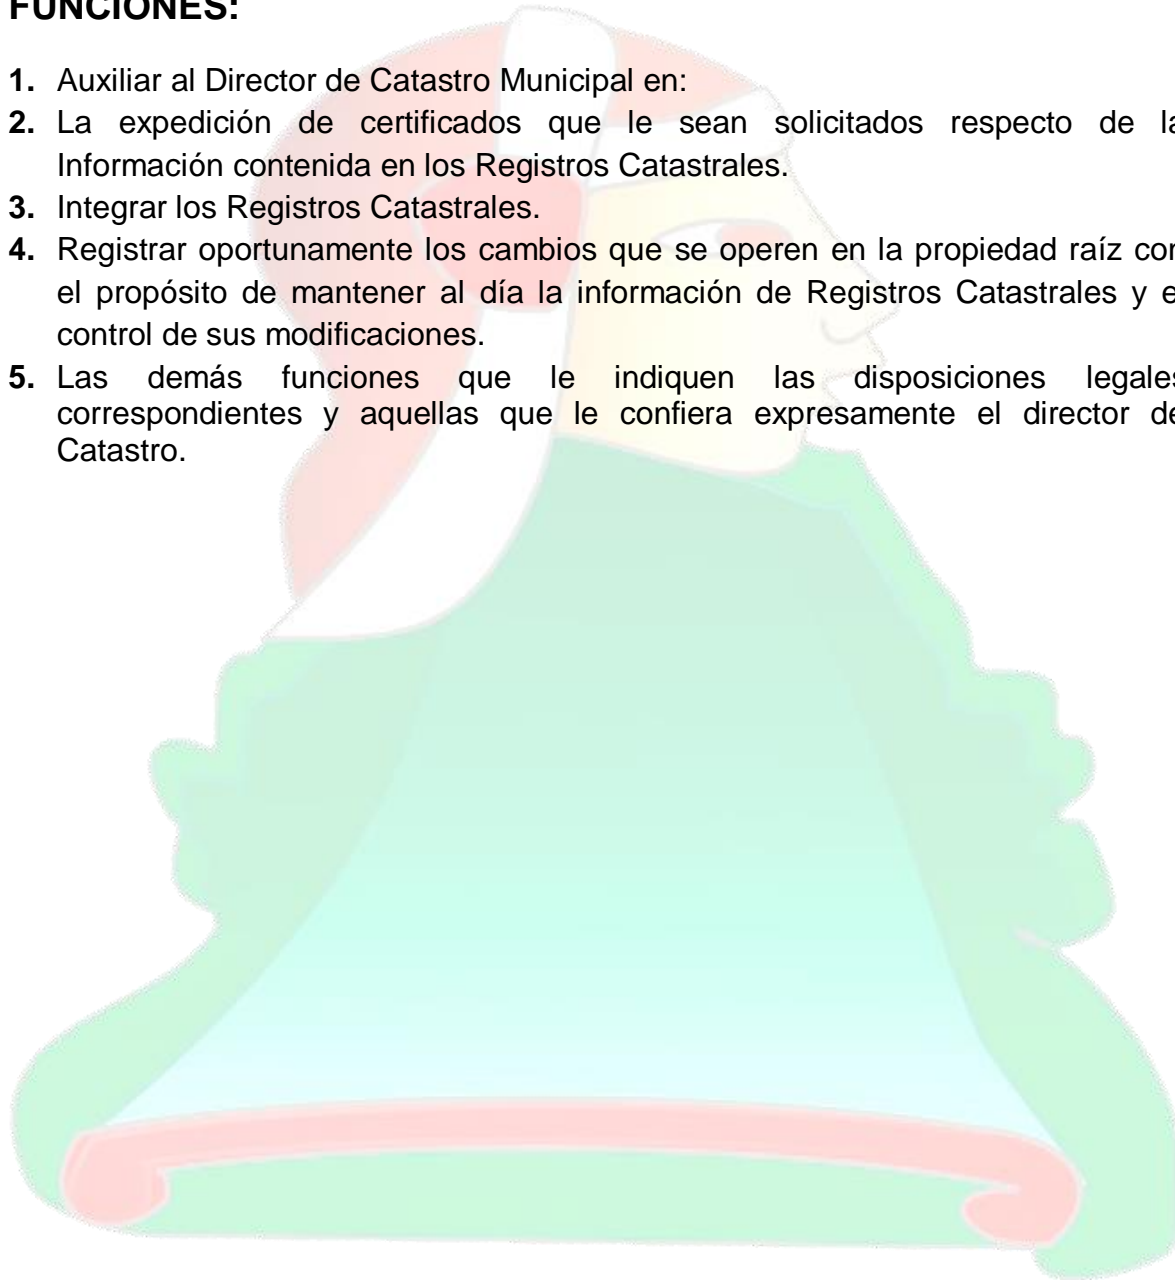 FUNCIONES:
1. Auxiliar al Director de Catastro Municipal en:
2. La expedición de certificados que le sean solicitados respecto de la
Información contenida en los Registros Catastrales.
3. Integrar los Registros Catastrales.
4. Registrar oportunamente los cambios que se operen en la propiedad raíz con
el propósito de mantener al día la información de Registros Catastrales y el
control de sus modificaciones.
5. Las demás funciones que le indiquen las disposiciones legales
correspondientes y aquellas que le confiera expresamente el director de
Catastro.